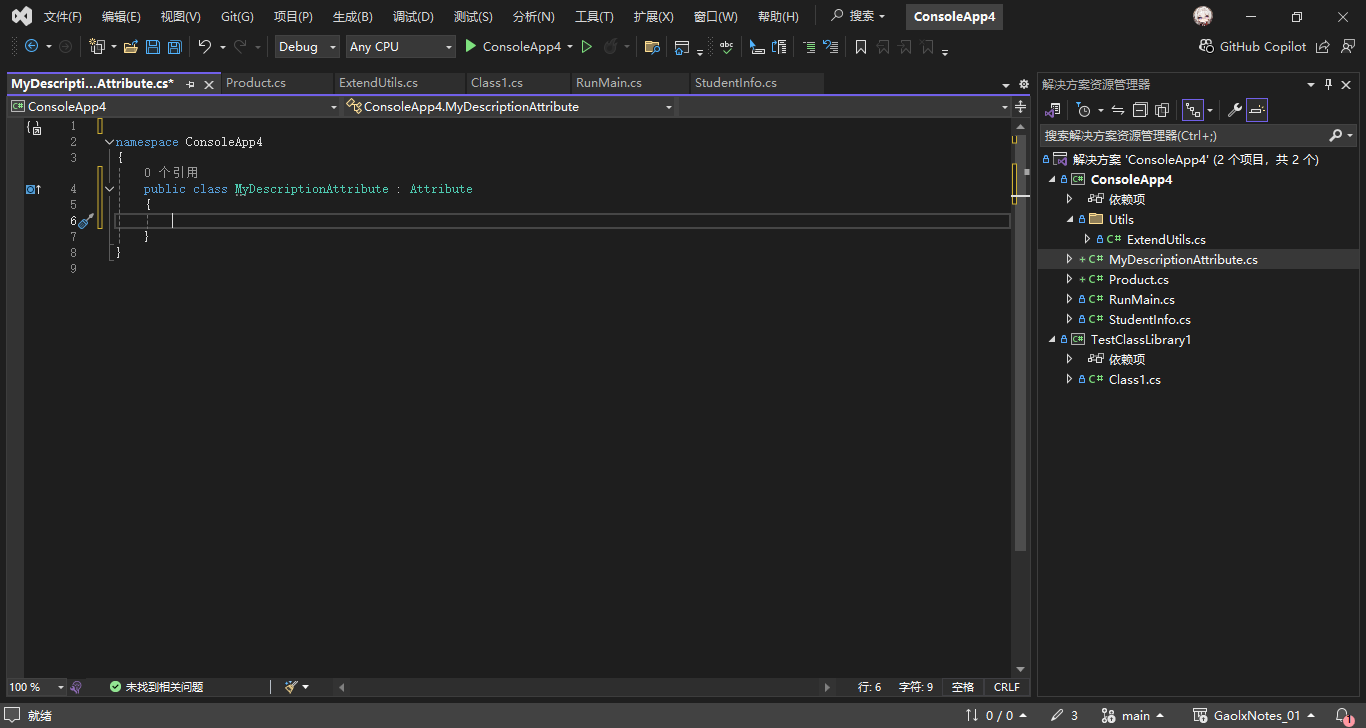 文件(F) 编辑(E) 视图(V) Git(G) 项目(P) 生成(B) 调试(D) 测试(S) 分析(N) 工具(T) 扩展(X) 窗口(W) 帮助(H) 搜索 ConsoleApp4
Debug Any CPU ConsoleApp4 abc GitHub Copilot
MyDescripti...Attribute.cs* Product.cs ExtendUtils.cs Class1.cs RunMain.cs StudentInfo.cs
C# ConsoleApp4 ConsoleApp4.MyDescriptionAttribute
1
2 namespace ConsoleApp4
3 {
0 个引用
4 public class MyDescriptionAttribute : Attribute
5 {
6
7 }
8 }
9
100 % 未找到相关问题 行: 6 字符: 9 空格 CRLF
解决方案资源管理器
搜索解决方案资源管理器(Ctrl+;)
解决方案 'ConsoleApp4' (2 个项目，共 2 个)
C# ConsoleApp4
依赖项
Utils
C# ExtendUtils.cs
+ C# MyDescriptionAttribute.cs
+ C# Product.cs
C# RunMain.cs
C# StudentInfo.cs
C# TestClassLibrary1
依赖项
C# Class1.cs
就绪 0 / 0 3 main GaolxNotes_01 1